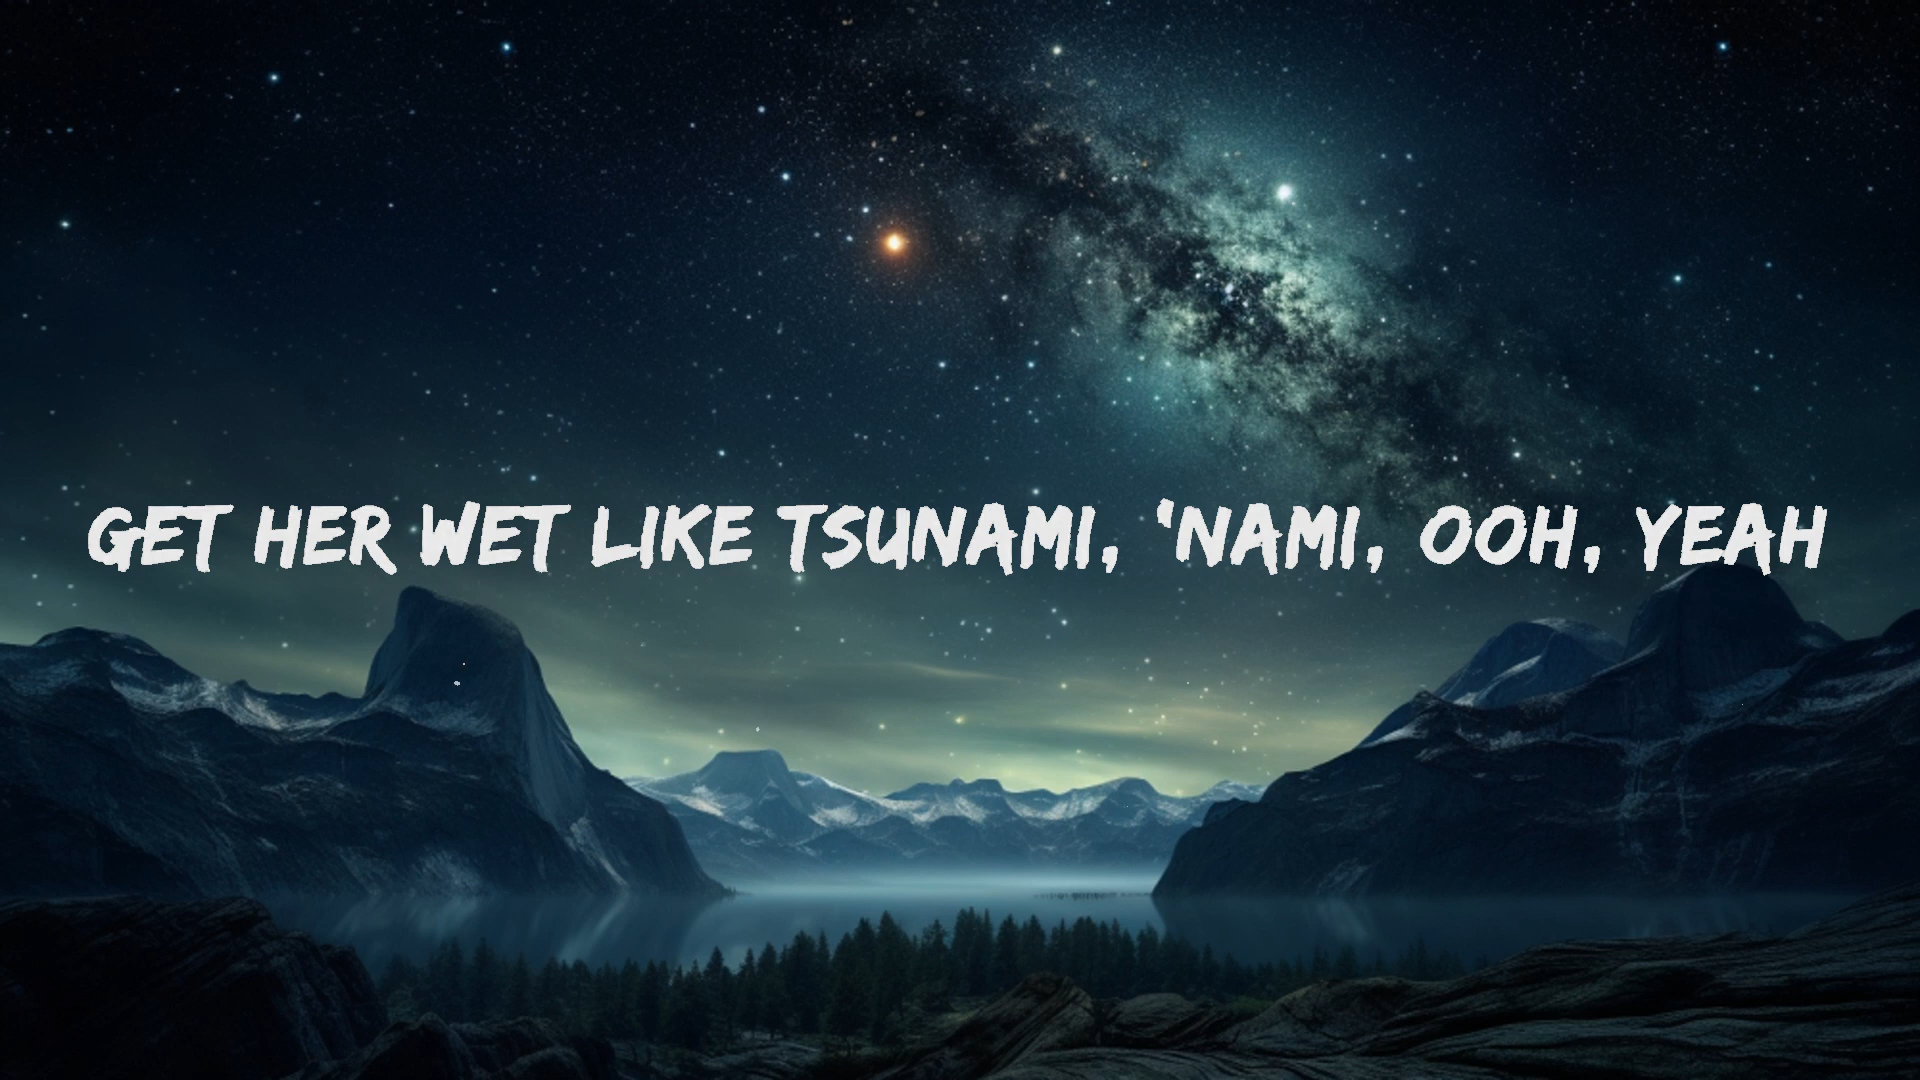 GET HER WET LIKE TSUNAMI, 'NAMI, OOH, YEAH